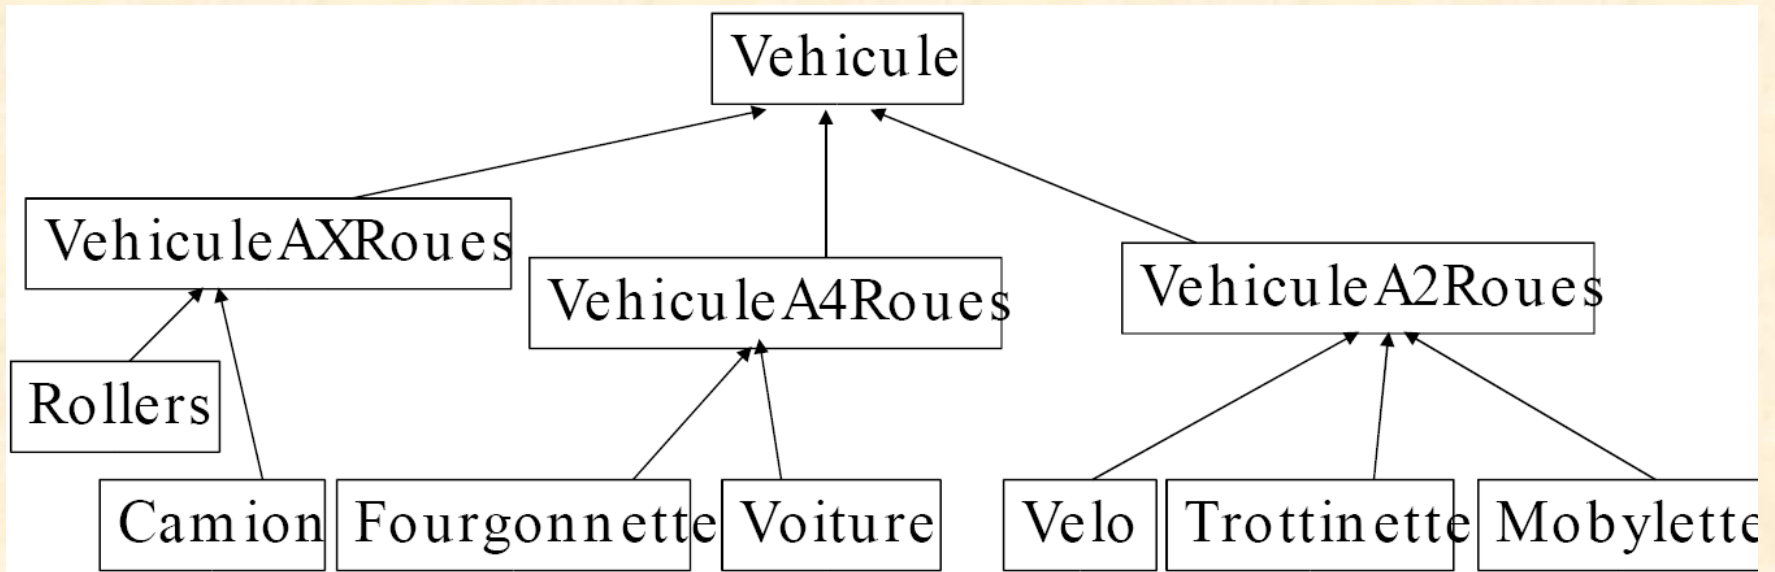 Vehicule
VehiculeAXRoues
VehiculeA4Roues
VehiculeA2Roues
Rollers
Camion
Fourgonnette
Voiture
Velo
Trottinette
Mobylette